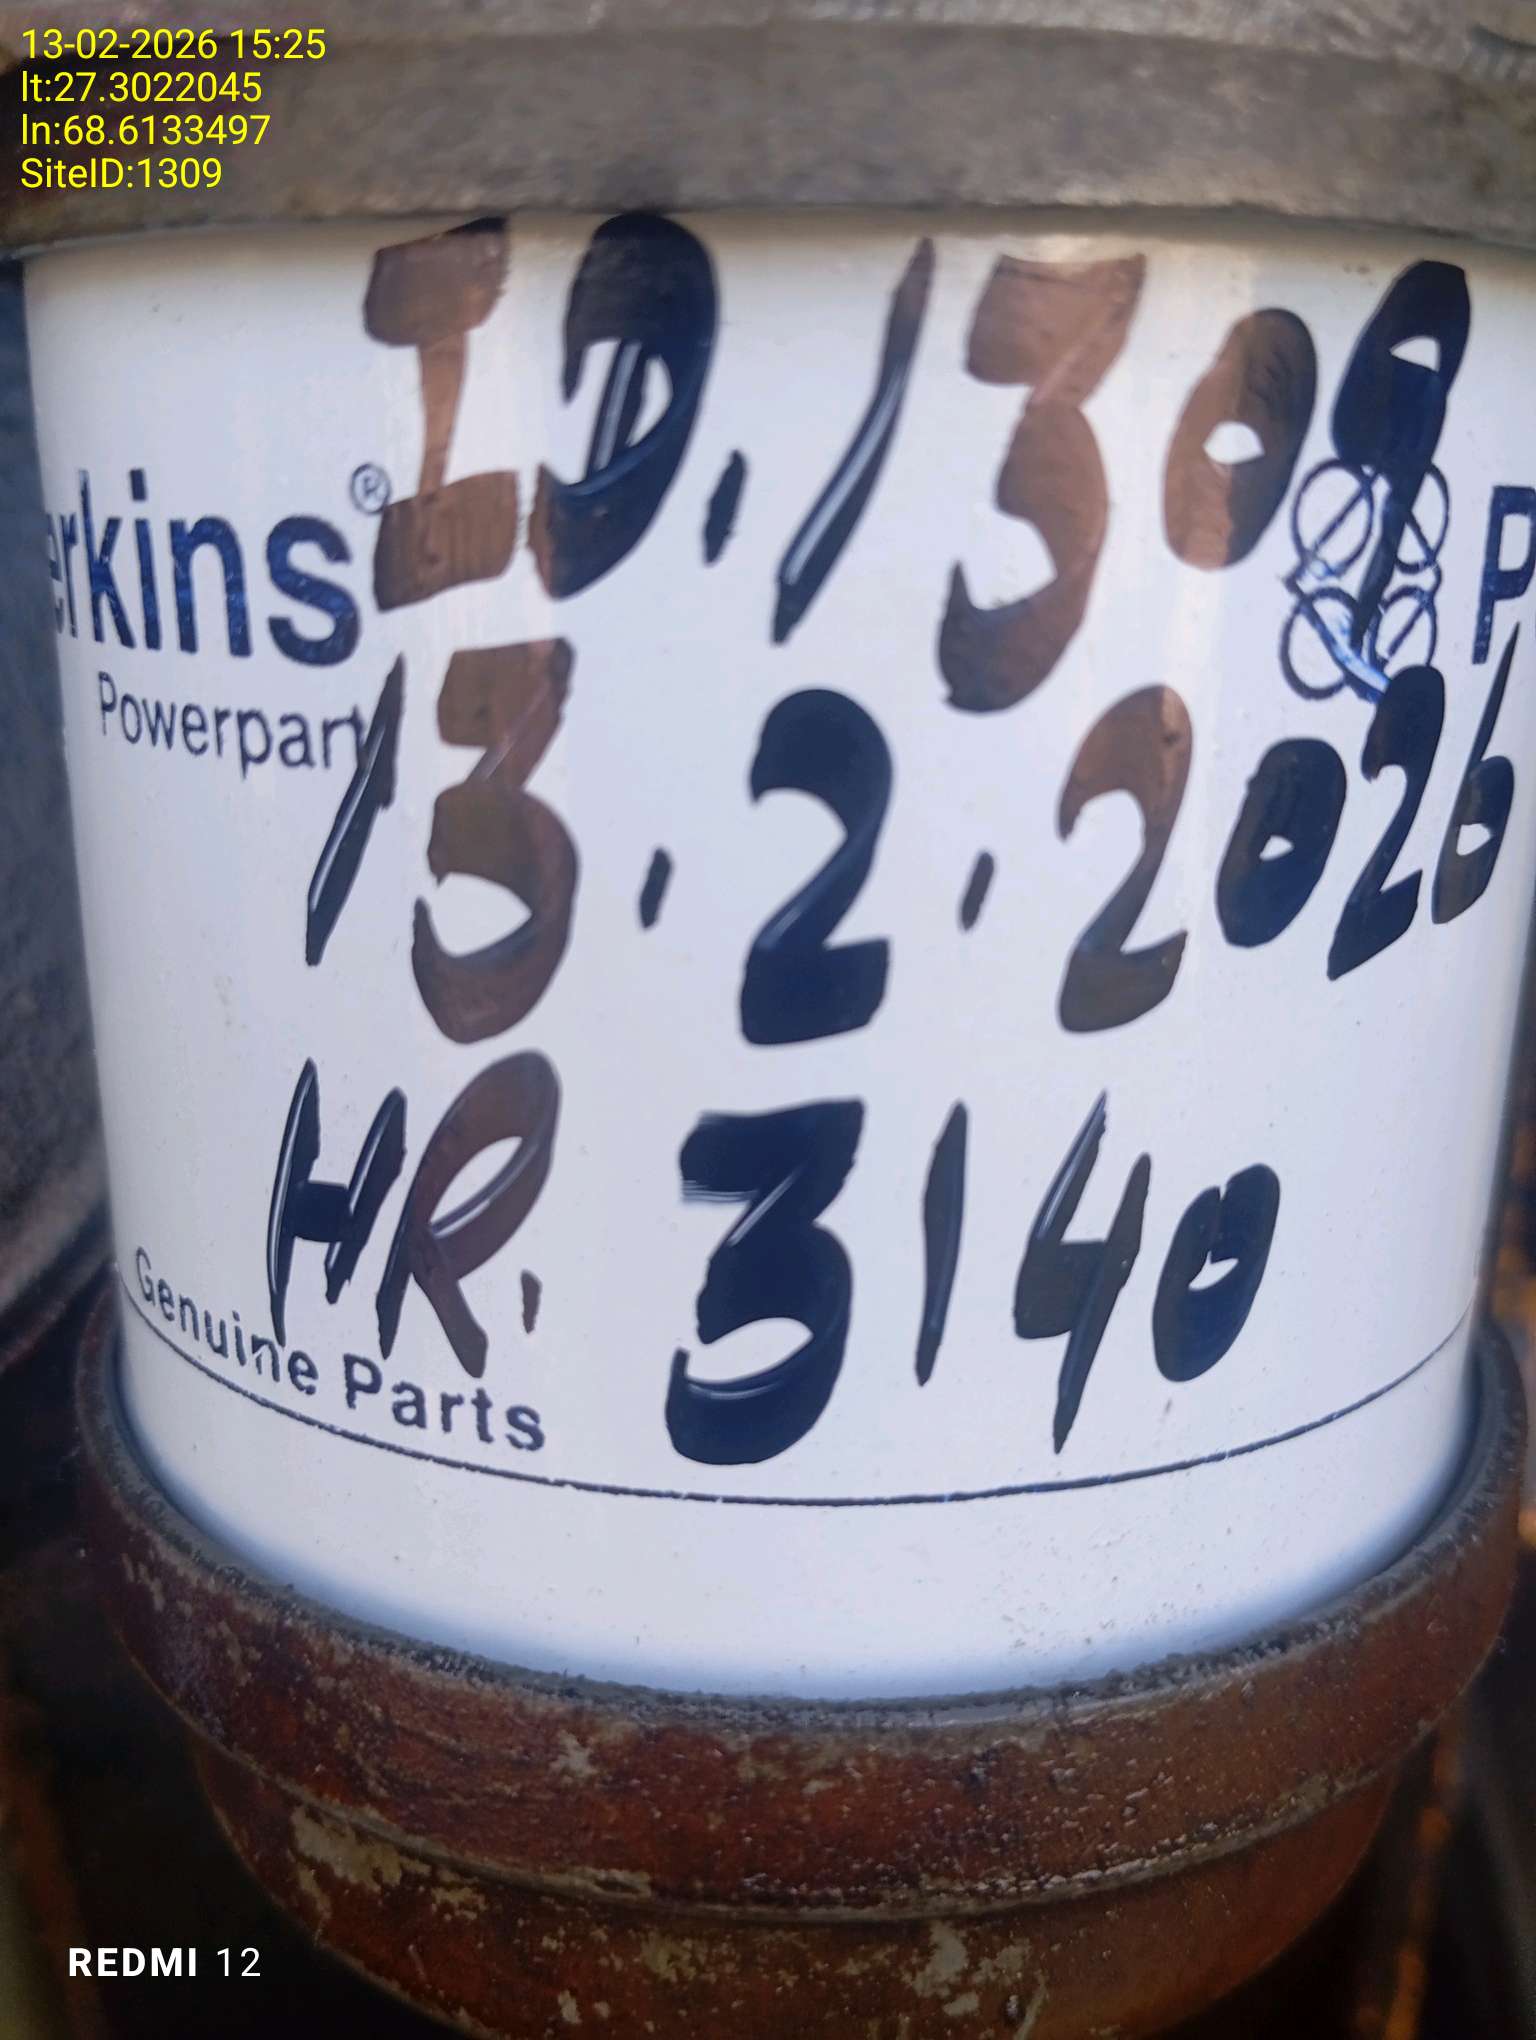 13-02-2026 15:25
lt:27.3022045
ln:68.6133497
SiteID:1309
ID.1309
erkins® P
Powerpart
13.2.2026
HR. 3140
Genuine Parts
REDMI 12